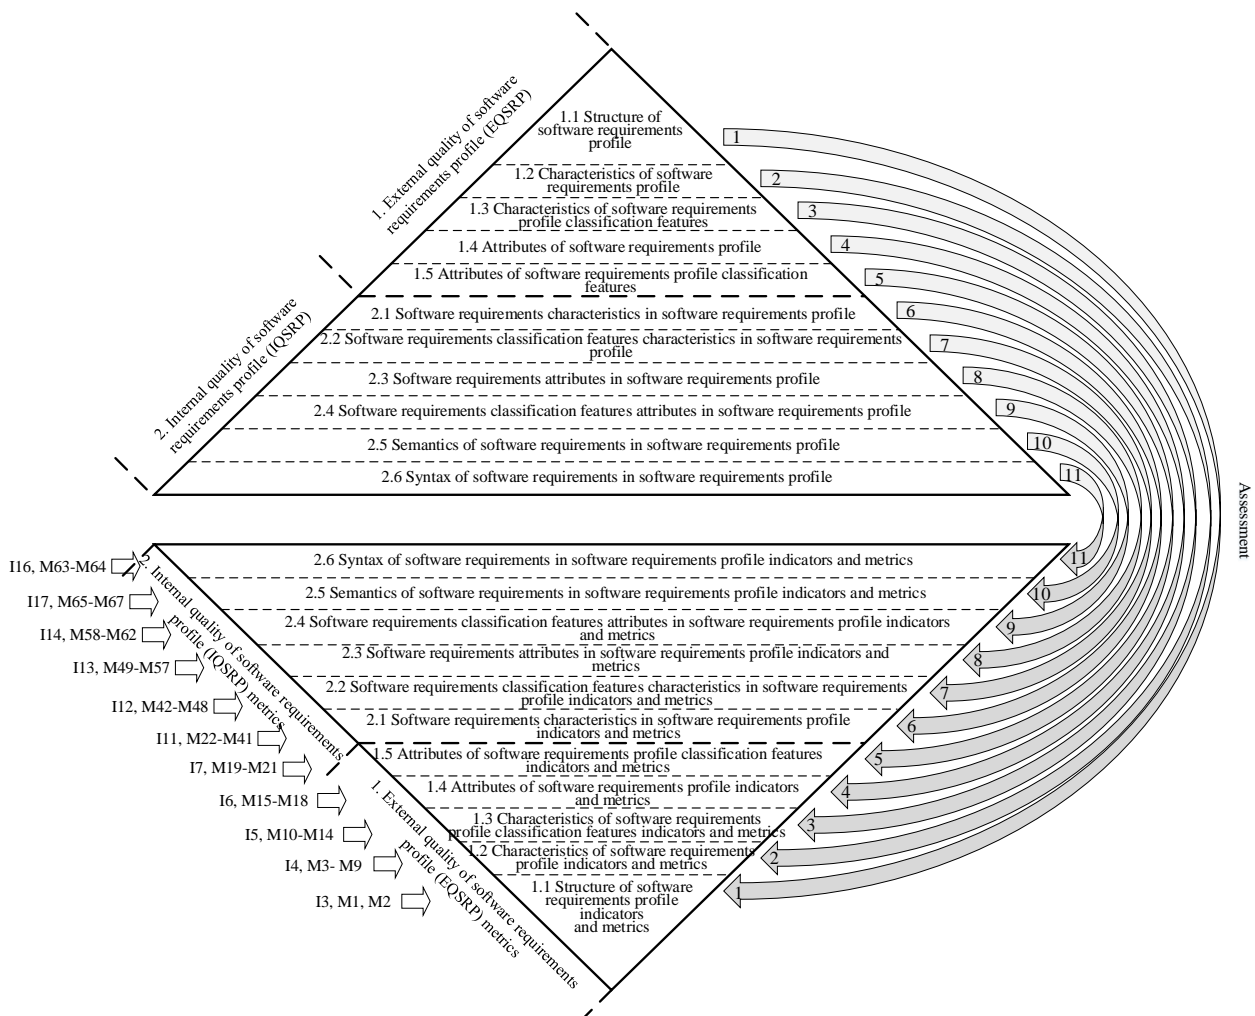 1. External quality of software
requirements profile (EQSRP)
2. Internal quality of software
requirements profile (IQSRP)
1.1 Structure of
software requirements
profile
1.2 Characteristics of software
requirements profile
1.3 Characteristics of software requirements
profile classification features
1.4 Attributes of software requirements profile
1.5 Attributes of software requirements profile classification
features
2.1 Software requirements characteristics in software requirements profile
2.2 Software requirements classification features characteristics in software requirements
profile
2.3 Software requirements attributes in software requirements profile
2.4 Software requirements classification features attributes in software requirements profile
2.5 Semantics of software requirements in software requirements profile
2.6 Syntax of software requirements in software requirements profile
1
2
3
4
5
6
7
8
9
10
11
Assessment
I16, M63-M64
I17, M65-M67
I14, M58-M62
I13, M49-M57
I12, M42-M48
I11, M22-M41
I7, M19-M21
I6, M15-M18
I5, M10-M14
I4, M3- M9
I3, M1, M2
2. Internal quality of software requirements
profile (IQSRP) metrics
1. External quality of software requirements
profile (EQSRP) metrics
2.6 Syntax of software requirements in software requirements profile indicators and metrics
2.5 Semantics of software requirements in software requirements profile indicators and metrics
2.4 Software requirements classification features attributes in software requirements profile indicators
and metrics
2.3 Software requirements attributes in software requirements profile indicators and
metrics
2.2 Software requirements classification features characteristics in software requirements
profile indicators and metrics
2.1 Software requirements characteristics in software requirements profile
indicators and metrics
1.5 Attributes of software requirements profile classification features
indicators and metrics
1.4 Attributes of software requirements profile indicators
and metrics
1.3 Characteristics of software requirements
profile classification features indicators and metrics
1.2 Characteristics of software requirements
profile indicators and metrics
1.1 Structure of software
requirements profile
indicators
and metrics
11
10
9
8
7
6
5
4
3
2
1